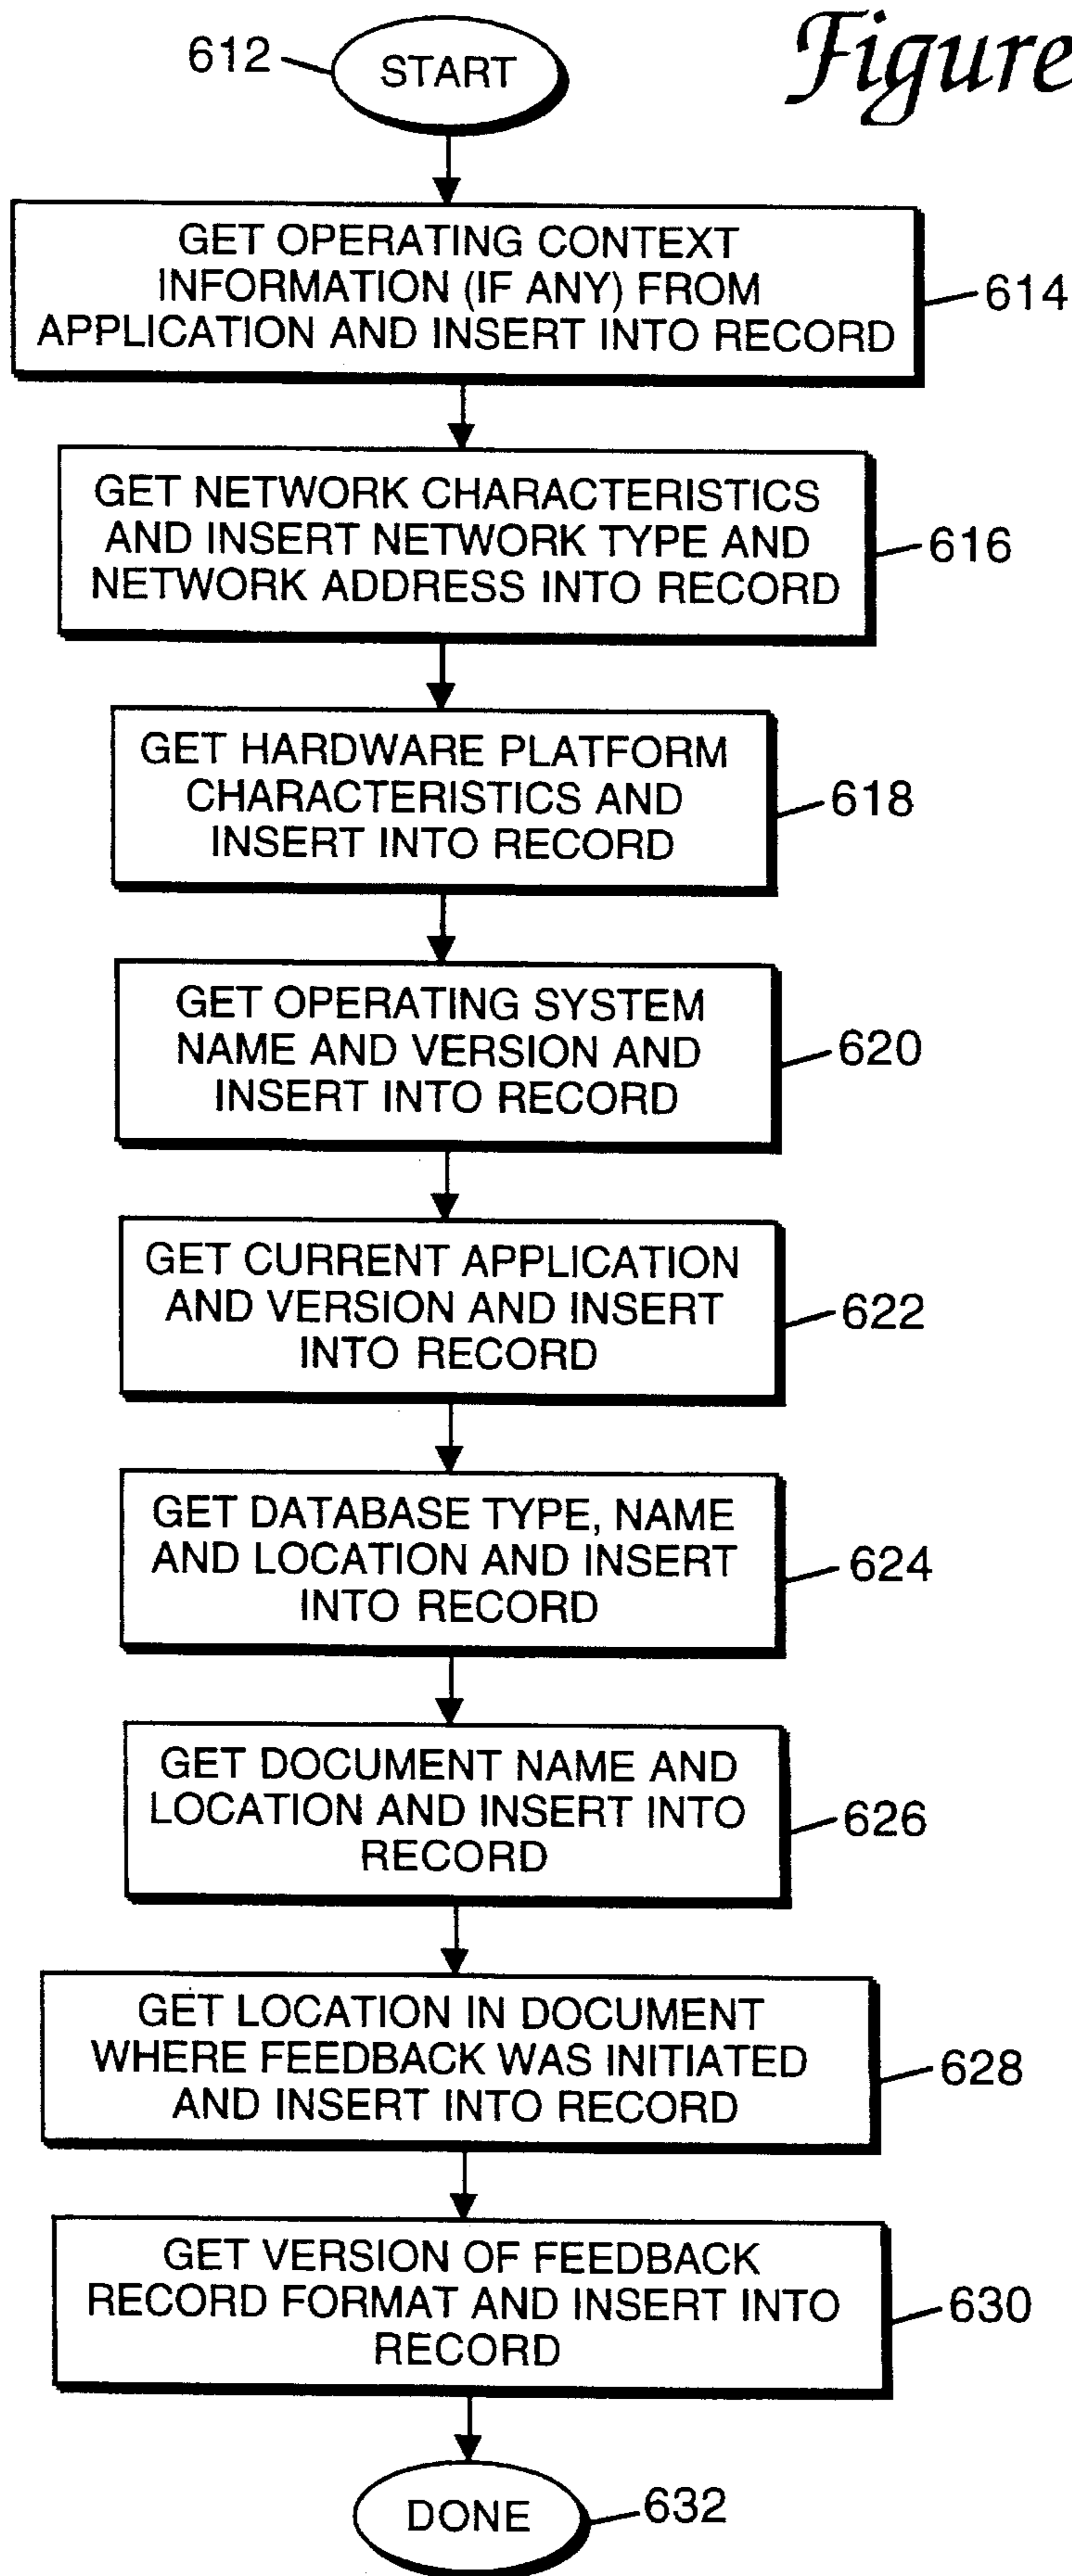 Figure
612
START
GET OPERATING CONTEXT
INFORMATION (IF ANY) FROM
APPLICATION AND INSERT INTO RECORD
614
GET NETWORK CHARACTERISTICS
AND INSERT NETWORK TYPE AND
NETWORK ADDRESS INTO RECORD
616
GET HARDWARE PLATFORM
CHARACTERISTICS AND
INSERT INTO RECORD
618
GET OPERATING SYSTEM
NAME AND VERSION AND
INSERT INTO RECORD
620
GET CURRENT APPLICATION
AND VERSION AND INSERT
INTO RECORD
622
GET DATABASE TYPE, NAME
AND LOCATION AND INSERT
INTO RECORD
624
GET DOCUMENT NAME AND
LOCATION AND INSERT INTO
RECORD
626
GET LOCATION IN DOCUMENT
WHERE FEEDBACK WAS INITIATED
AND INSERT INTO RECORD
628
GET VERSION OF FEEDBACK
RECORD FORMAT AND INSERT INTO
RECORD
630
DONE
632